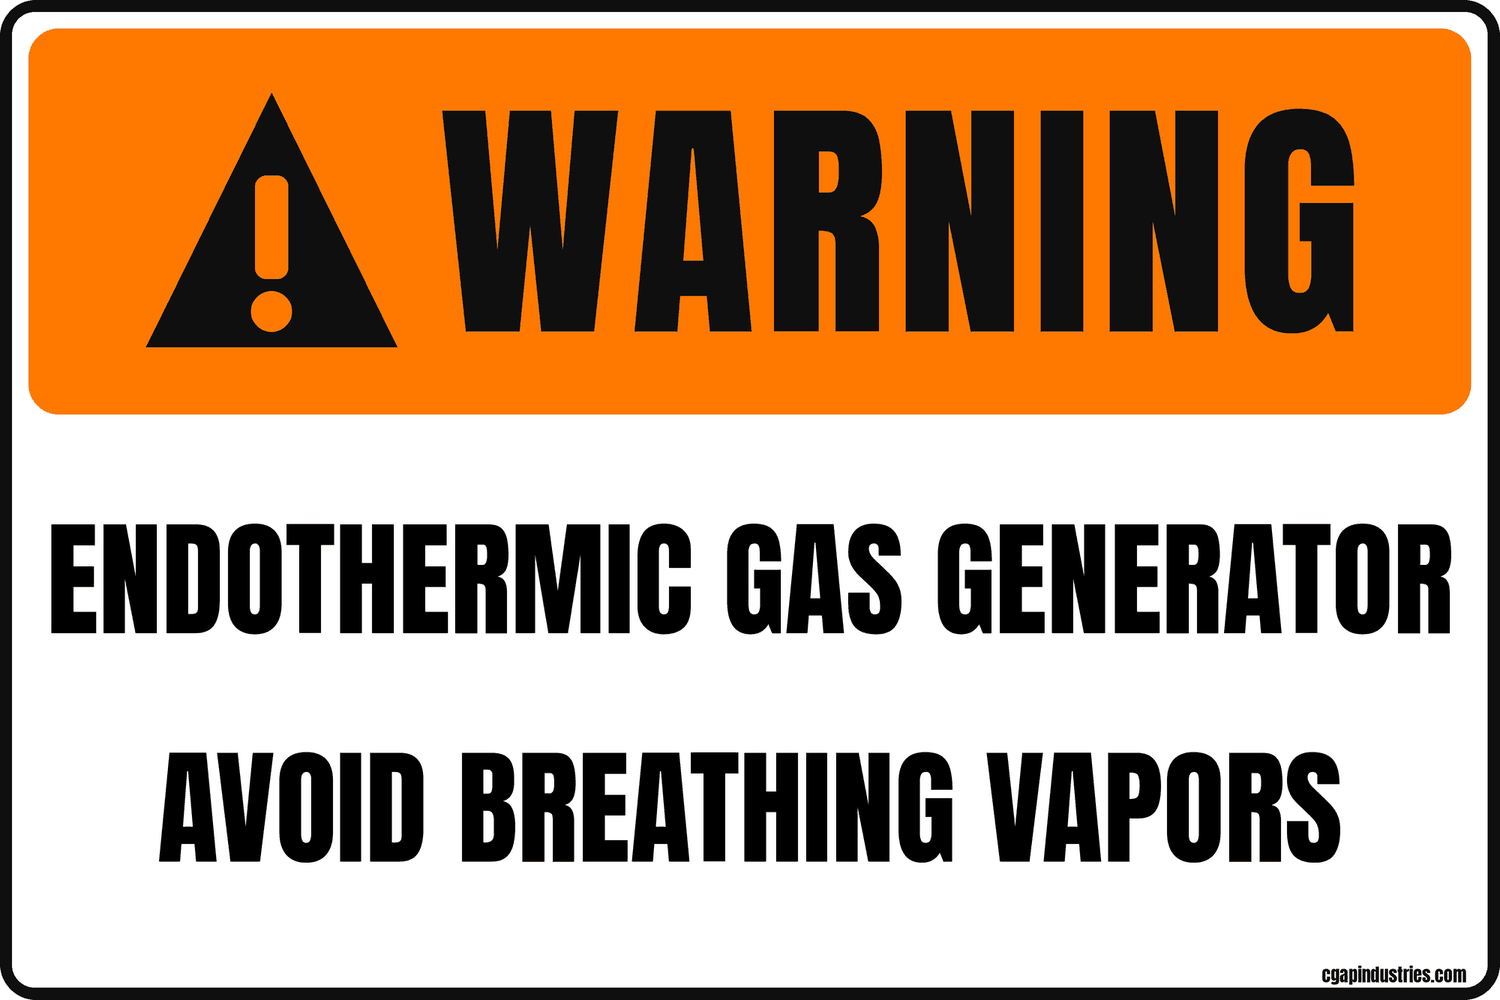 WARNING
ENDOTHERMIC GAS GENERATOR
AVOID BREATHING VAPORS
cgapindustries.com